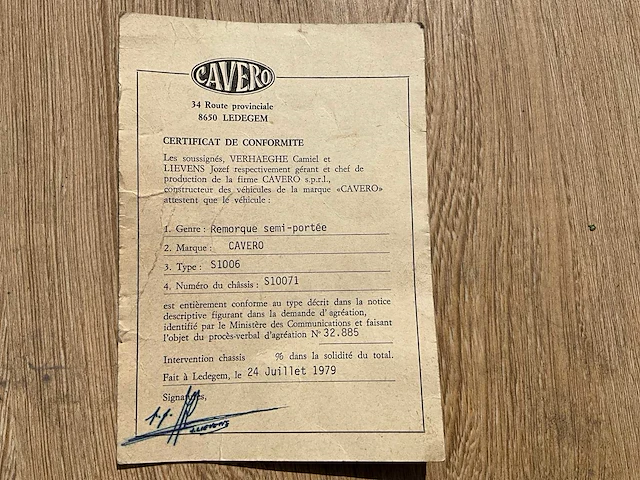 CAVERO
34 Route provinciale
8650 LEDEGEM
CERTIFICAT DE CONFORMITE
Les soussignés, VERHAEGHE Camiel et
LIEVENS Jozef respectivement gérant et chef de
production de la firme CAVERO s.p.r.l.,
constructeur des véhicules de la marque «CAVERO»
attestent que le véhicule :
1. Genre : Remorque semi-portée
2. Marque : CAVERO
3. Type : S1006
4. Numéro du châssis : S10071
est entièrement conforme au type décrit dans la notice
descriptive figurant dans la demande d'agréation,
identifié par le Ministère des Communications et faisant
l'objet du procès-verbal d'agréation N° 32.885
Intervention chassis % dans la solidité du total.
Fait à Ledegem, le 24 Juillet 1979
Signatures,
J.LIEVENS